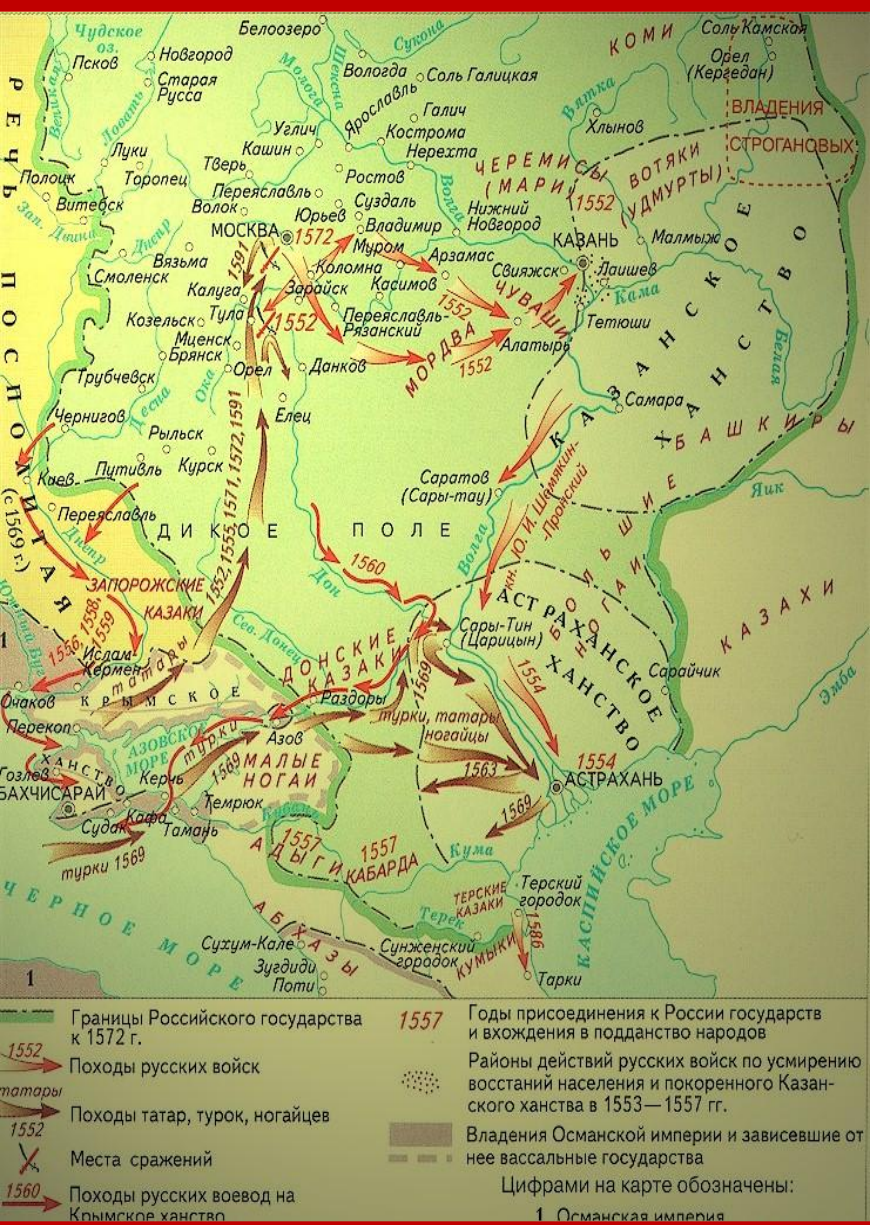 Белоозеро
Сухона
КОМИ
Соль Камская
Чудское
оз.
Псков
Новгород
Старая
Русса
Великая
Ловать
Молога
Шексна
Вологда
Соль Галицкая
Ярославль
Галич
Вятка
Орел
(Кергедан)
ВЛАДЕНИЯ
СТРОГАНОВЫХ
Хлынов
Углич
Кашин
Кострома
Нерехта
Луки
Торопец
Тверь
Переяславль
Ростов
ЧЕРЕМИСЫ
(МАРИ)
ВОТЯКИ
(УДМУРТЫ)
1552
Полоцк
Витебск
Зап. Двина
Волок
Юрьев
Суздаль
Владимир
Волга
Нижний
Новгород
МОСКВА
1572
Муром
КАЗАНЬ
Малмыж
Днепр
Вязьма
Смоленск
1591
Коломна
Арзамас
Свияжск
Лаишев
Кама
Калуга
Зарайск
Касимов
1552
ЧУВАШИ
Козельск
Тула
1552
Переяславль-
Рязанский
Тетюши
Алатырь
МОРДВА
1552
Мценск
Брянск
Орел
Данков
Трубчевск
Десна
Ока
Елец
Белая
КАЗАНСКОЕ
ХАНСТВО
Самара
БАШКИРЫ
РЕЧЬ ПОСПОЛИТАЯ
(с 1569 г.)
Чернигов
Рыльск
Киев
Путивль
Курск
1552, 1555, 1571, 1572, 1591
Саратов
(Сары-тау)
Яик
Переяславль
Днепр
ДИКОЕ ПОЛЕ
Дон
1560
Волга
кн. Ю. И. Шемякин-
Пронский
БОЛЬШИЕ
НОГАИ
КАЗАХИ
ЗАПОРОЖСКИЕ
КАЗАКИ
Южный Буг
1
1556, 1558,
1559
Ислам-
Кермен
татары
Сев. Донец
ДОНСКИЕ
КАЗАКИ
Сары-Тин
(Царицын)
АСТРАХАНСКОЕ
ХАНСТВО
1569
1554
Сарайчик
Эмба
Очаков
КРЫМСКОЕ
Раздоры
Перекоп
АЗОВСКОЕ
МОРЕ
турки
Азов
турки, татары
ногайцы
Гозлев
ХАНСТВО
БАХЧИСАРАЙ
Керчь
1569
МАЛЫЕ
НОГАИ
1563
1554
АСТРАХАНЬ
Темрюк
Кафа
Судак
Тамань
Кубань
1569
турки 1569
1557
АДЫГИ
1557
КАБАРДА
Кума
КАСПИЙСКОЕ МОРЕ
ЧЕРНОЕ МОРЕ
АБХАЗЫ
ТЕРСКИЕ
КАЗАКИ
Терский
городок
Терек
1586
Сухум-Кале
Зугдиди
Поти
Сунженский
городок
КУМЫКИ
Тарки
1
Границы Российского государства
к 1572 г.
1552
Походы русских войск
татары
1552
Походы татар, турок, ногайцев
Места сражений
1560
Походы русских воевод на
Крымское ханство
1557
Годы присоединения к России государств
и вхождения в подданство народов
Районы действий русских войск по усмирению
восстаний населения и покоренного Казан-
ского ханства в 1553—1557 гг.
Владения Османской империи и зависевшие от
нее вассальные государства
Цифрами на карте обозначены:
1 Османская империя